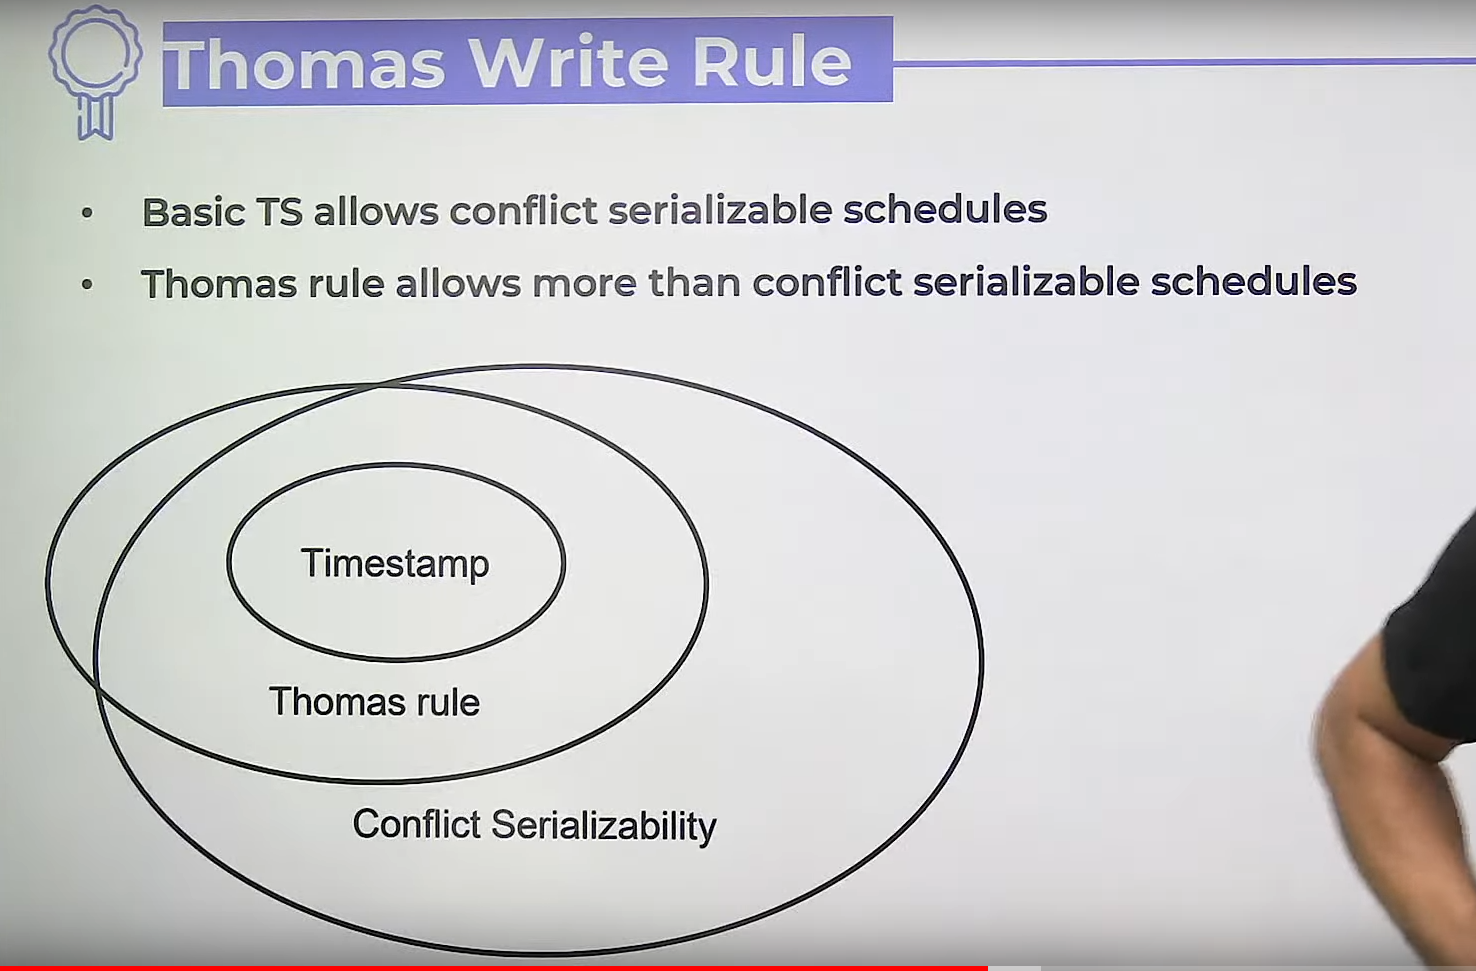 Thomas Write Rule
• Basic TS allows conflict serializable schedules
• Thomas rule allows more than conflict serializable schedules
Timestamp
Thomas rule
Conflict Serializability